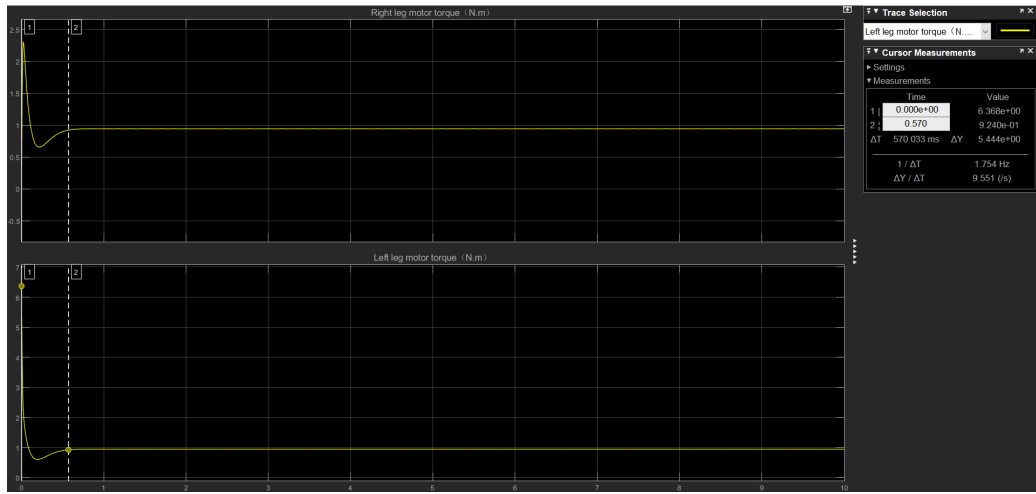 Right leg motor torque（N.m）
1
2
2.5
2
1.5
1
0.5
0
-0.5
Left leg motor torque（N.m）
1
2
7
6
5
4
3
2
1
0
0 1 2 3 4 5 6 7 8 9 10
Trace Selection
Left leg motor torque（N....
Cursor Measurements
Settings
Measurements
Time Value
1 | 0.000e+00 6.368e+00
2 ¦ 0.570 9.240e-01
ΔT 570.033 ms ΔY 5.444e+00
1 / ΔT 1.754 Hz
ΔY / ΔT 9.551 (/s)